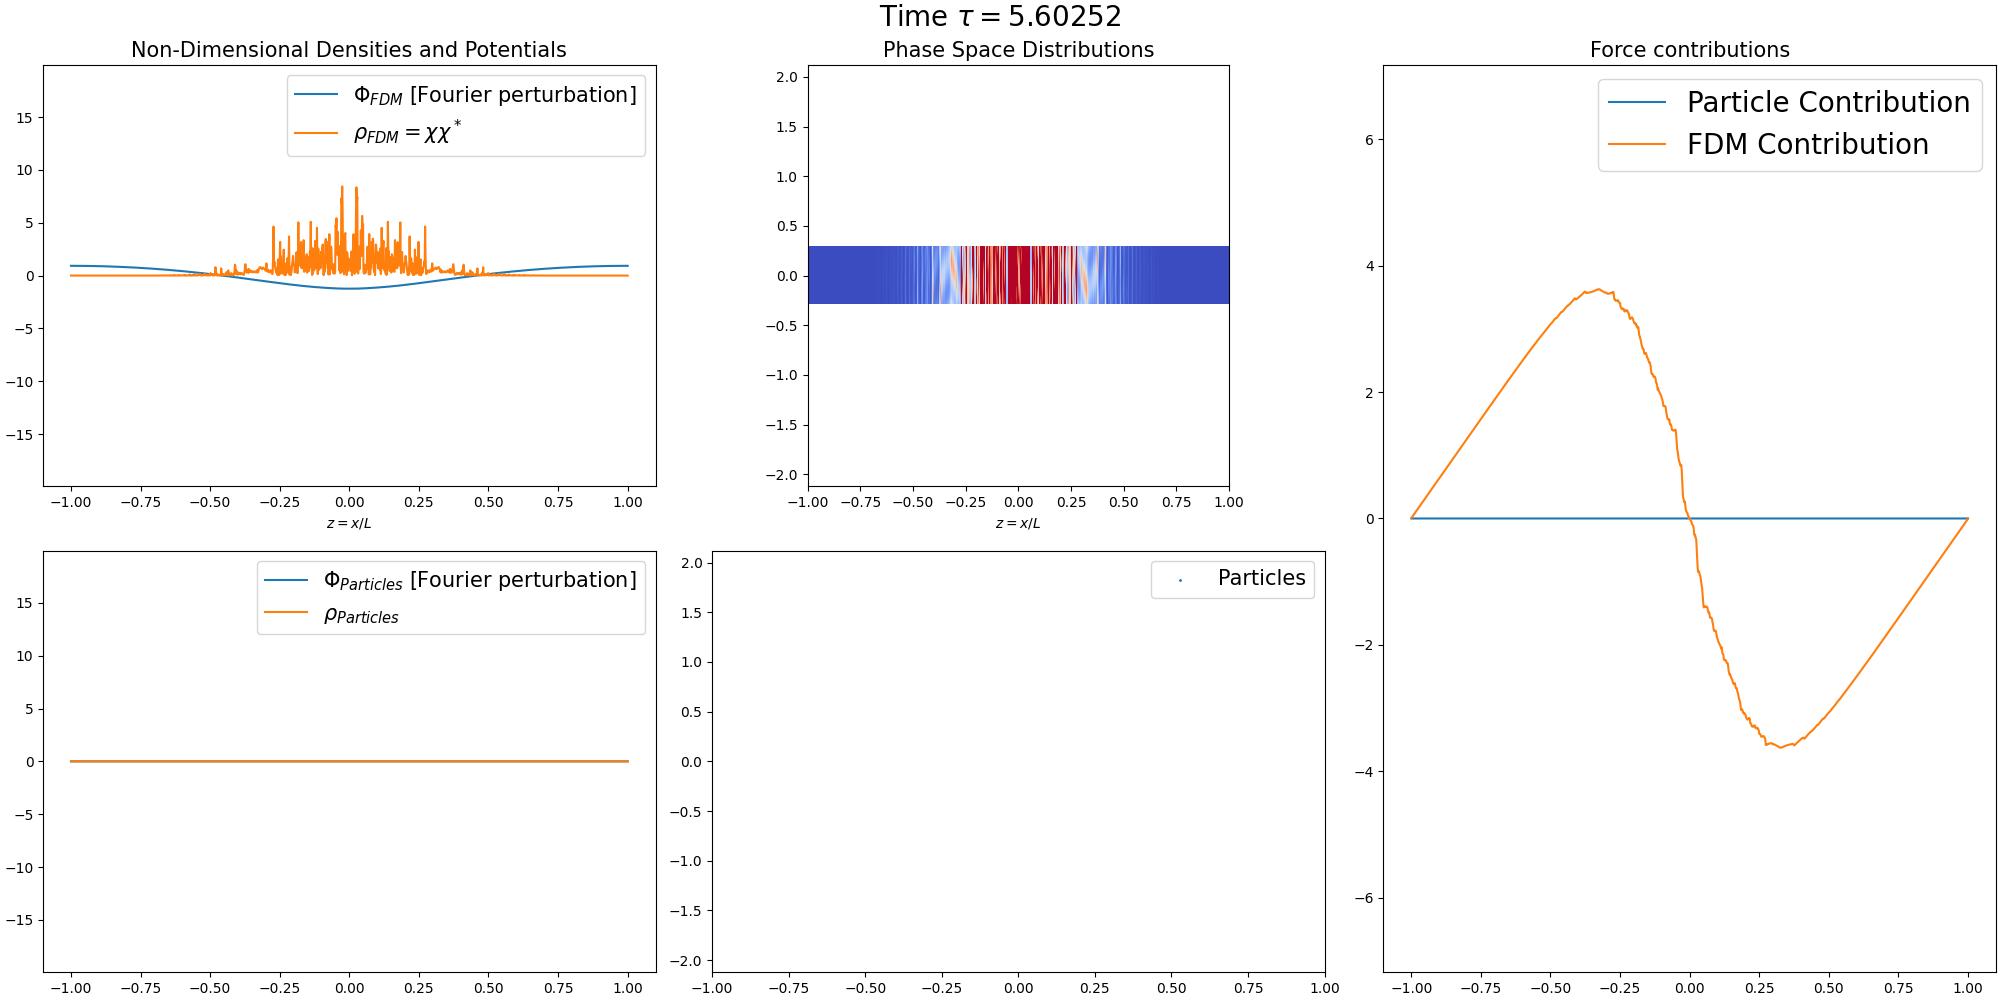 Time τ = 5.60252
Non-Dimensional Densities and Potentials
Φ_FDM [Fourier perturbation]
ρ_FDM = χχ*
15
10
5
0
−5
−10
−15
−1.00 −0.75 −0.50 −0.25 0.00 0.25 0.50 0.75 1.00
z = x/L
Phase Space Distributions
2.0
1.5
1.0
0.5
0.0
−0.5
−1.0
−1.5
−2.0
−1.00 −0.75 −0.50 −0.25 0.00 0.25 0.50 0.75 1.00
z = x/L
Force contributions
Particle Contribution
FDM Contribution
6
4
2
0
−2
−4
−6
−1.00 −0.75 −0.50 −0.25 0.00 0.25 0.50 0.75 1.00
Φ_Particles [Fourier perturbation]
ρ_Particles
15
10
5
0
−5
−10
−15
−1.00 −0.75 −0.50 −0.25 0.00 0.25 0.50 0.75 1.00
Particles
2.0
1.5
1.0
0.5
0.0
−0.5
−1.0
−1.5
−2.0
−1.00 −0.75 −0.50 −0.25 0.00 0.25 0.50 0.75 1.00